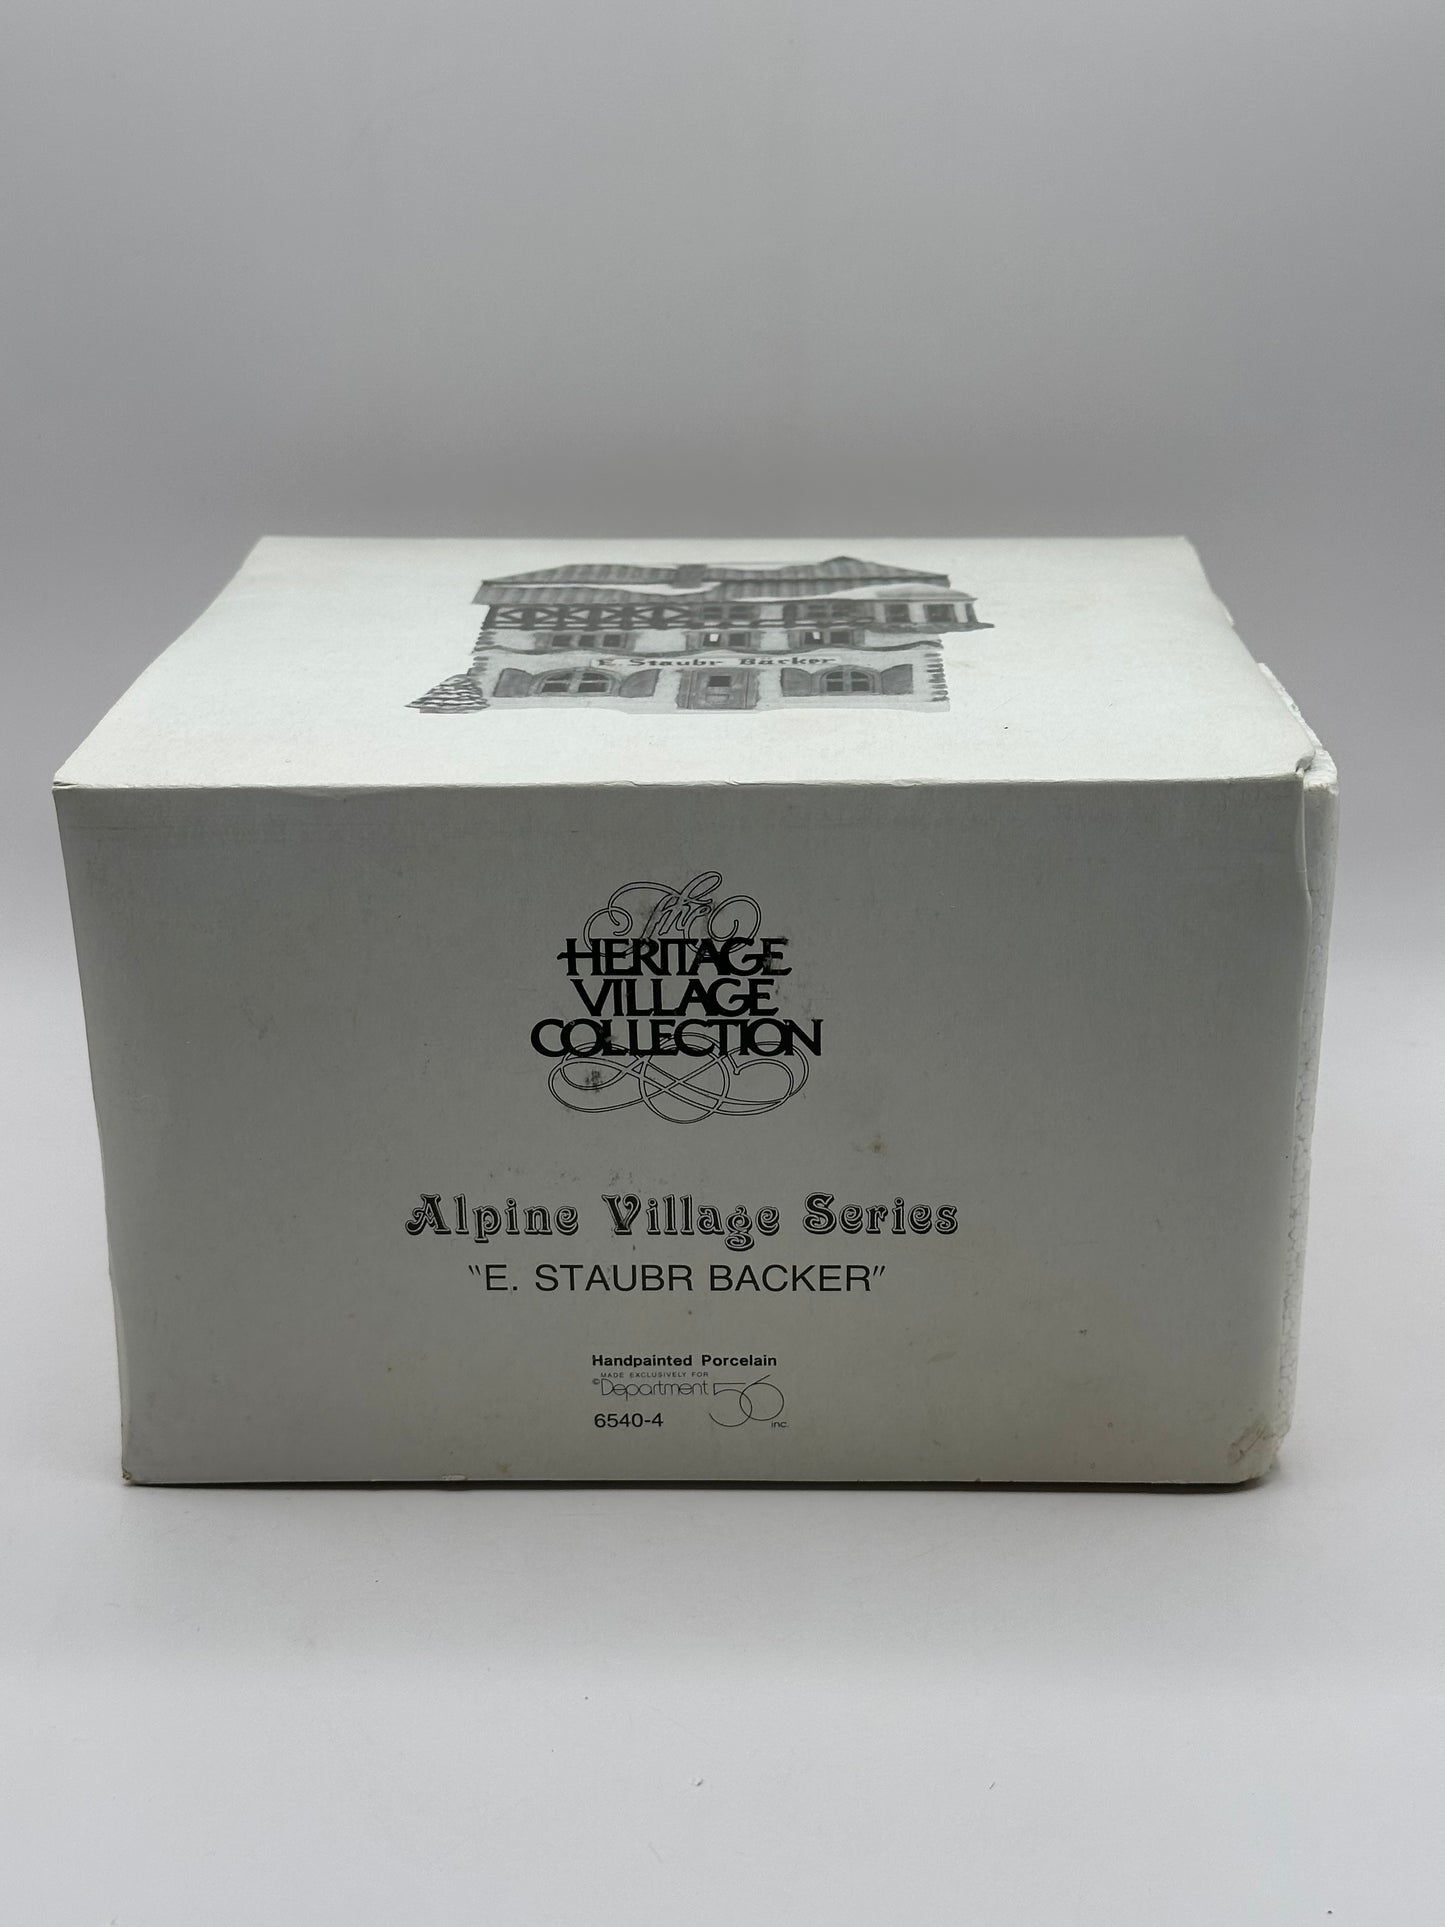 E. Staubr Bäcker
The
HERITAGE
VILLAGE
COLLECTION
Alpine Village Series
"E. STAUBR BACKER"
Handpainted Porcelain
MADE EXCLUSIVELY FOR
©Department 56 inc.
6540-4